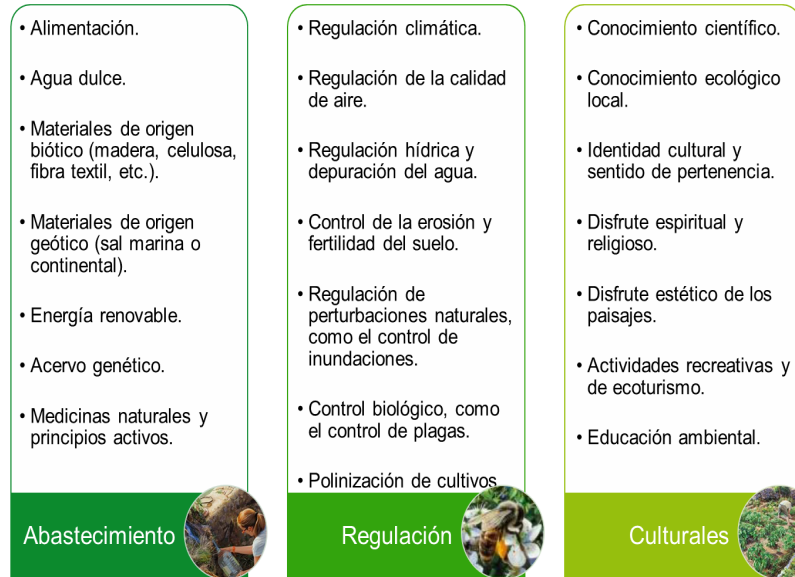 • Alimentación.
• Agua dulce.
• Materiales de origen
biótico (madera, celulosa,
fibra textil, etc.).
• Materiales de origen
geótico (sal marina o
continental).
• Energía renovable.
• Acervo genético.
• Medicinas naturales y
principios activos.
Abastecimiento
• Regulación climática.
• Regulación de la calidad
de aire.
• Regulación hídrica y
depuración del agua.
• Control de la erosión y
fertilidad del suelo.
• Regulación de
perturbaciones naturales,
como el control de
inundaciones.
• Control biológico, como
el control de plagas.
• Polinización de cultivos
Regulación
• Conocimiento científico.
• Conocimiento ecológico
local.
• Identidad cultural y
sentido de pertenencia.
• Disfrute espiritual y
religioso.
• Disfrute estético de los
paisajes.
• Actividades recreativas y
de ecoturismo.
• Educación ambiental.
Culturales